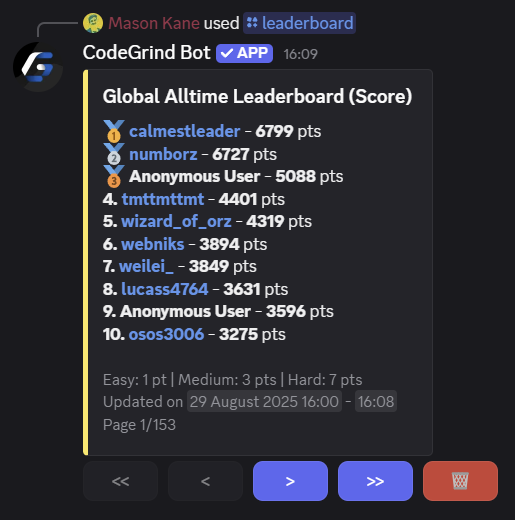 Mason Kane used leaderboard
CodeGrind Bot ✓ APP 16:09
Global Alltime Leaderboard (Score)
1 calmestleader - 6799 pts
2 numborz - 6727 pts
3 Anonymous User - 5088 pts
4. tmttmttmt - 4401 pts
5. wizard_of_orz - 4319 pts
6. webniks - 3894 pts
7. weilei_ - 3849 pts
8. lucass4764 - 3631 pts
9. Anonymous User - 3596 pts
10. osos3006 - 3275 pts
Easy: 1 pt | Medium: 3 pts | Hard: 7 pts
Updated on 29 August 2025 16:00 - 16:08
Page 1/153
<< < > >>